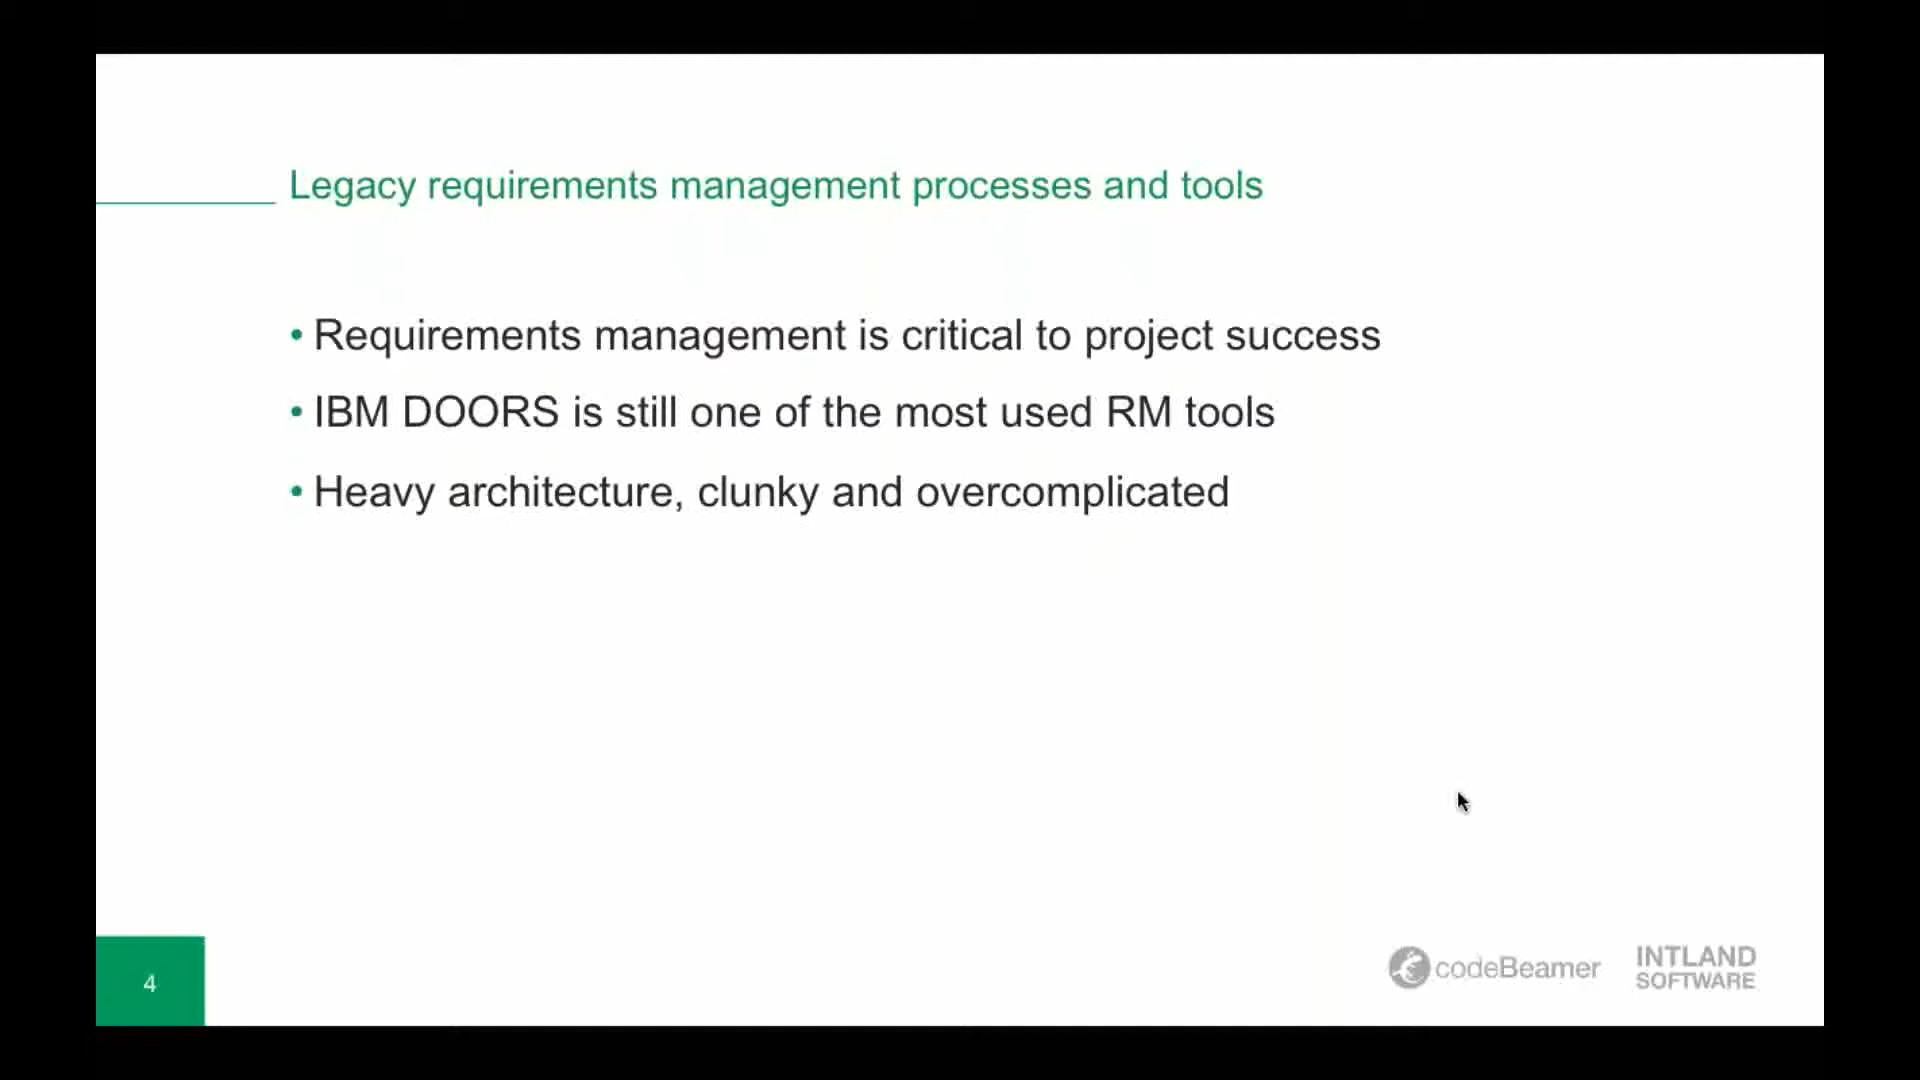 Legacy requirements management processes and tools
• Requirements management is critical to project success
• IBM DOORS is still one of the most used RM tools
• Heavy architecture, clunky and overcomplicated
4
codeBeamer
INTLAND
SOFTWARE